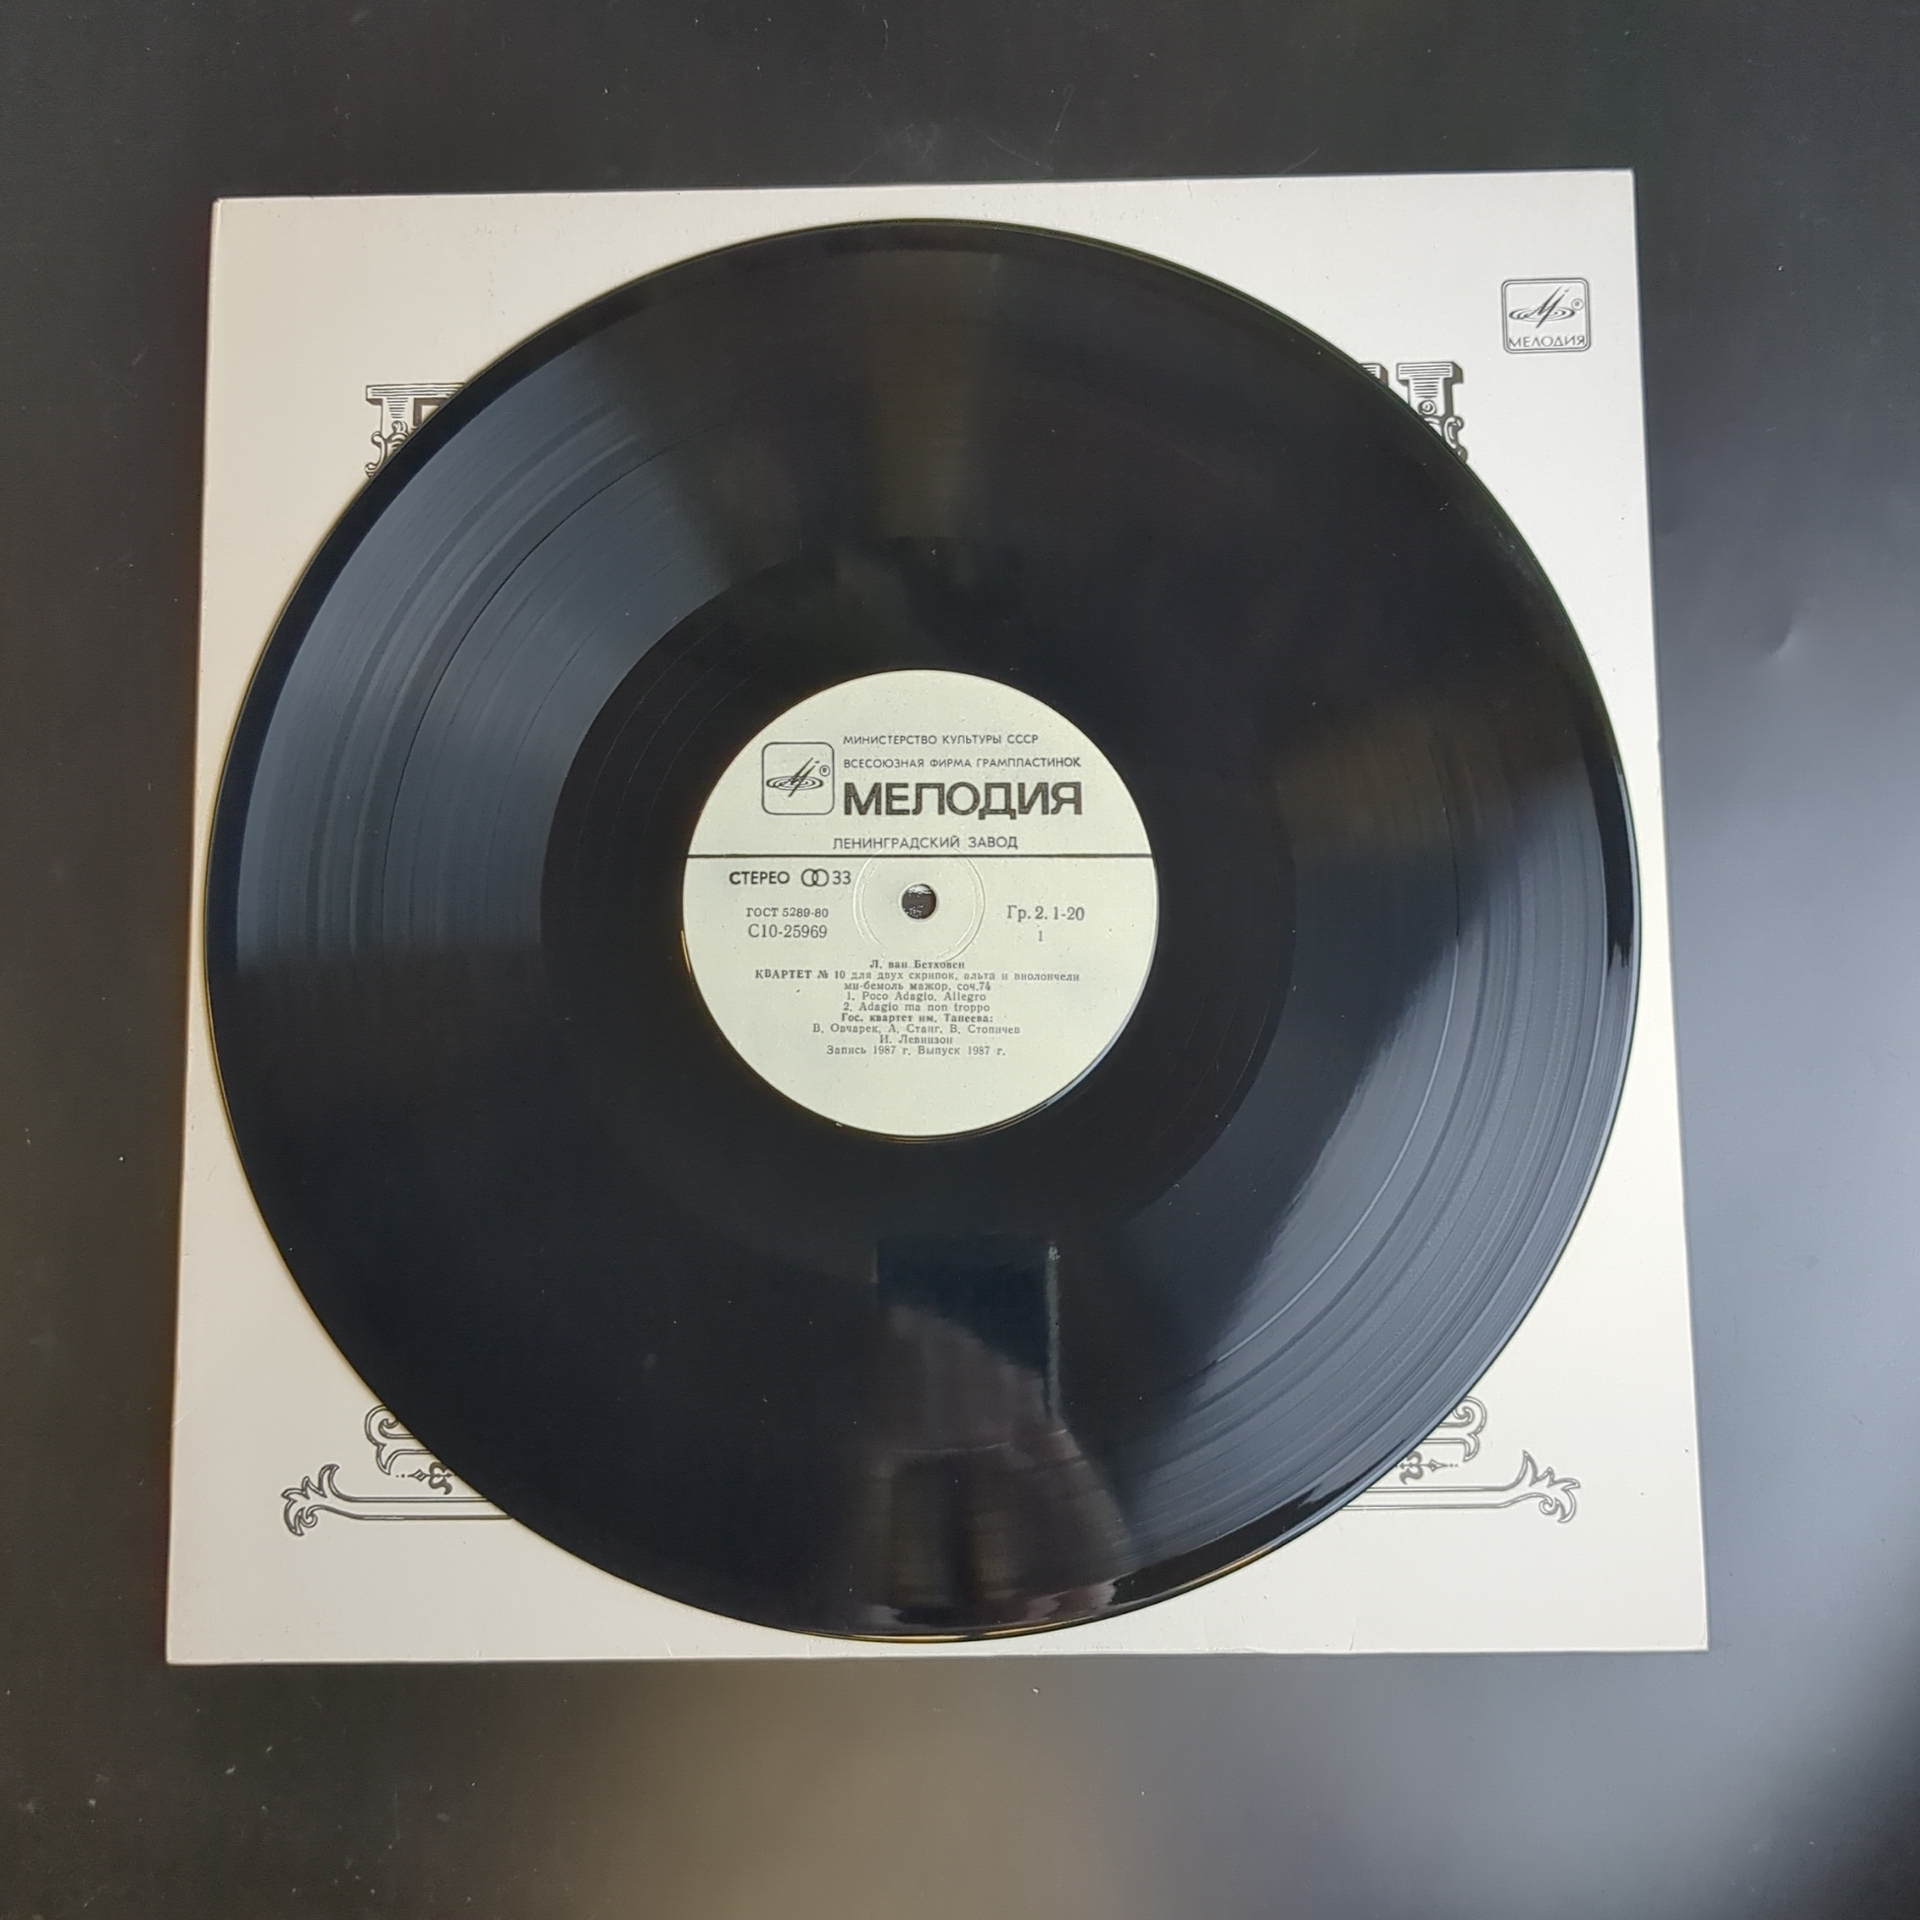 МЕЛОДИЯ
МИНИСТЕРСТВО КУЛЬТУРЫ СССР
ВСЕСОЮЗНАЯ ФИРМА ГРАМПЛАСТИНОК
МЕЛОДИЯ
ЛЕНИНГРАДСКИЙ ЗАВОД
СТЕРЕО 33
ГОСТ 5289-80
С10-25969
Гр. 2. 1-20
1
Л. ван Бетховен
КВАРТЕТ № 10 для двух скрипок, альта и виолончели
ми-бемоль мажор, соч.74
1. Poco Adagio. Allegro
2. Adagio ma non troppo
Гос. квартет им. Танеева:
В. Овчарек, А. Станг, В. Стопичев
И. Левинзон
Запись 1987 г. Выпуск 1987 г.